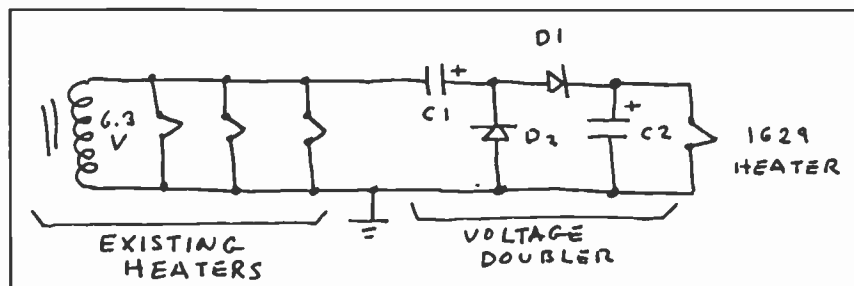 D1
6.3
V
+
C1
D2
+
C2
1629
HEATER
EXISTING
HEATERS
VOLTAGE
DOUBLER